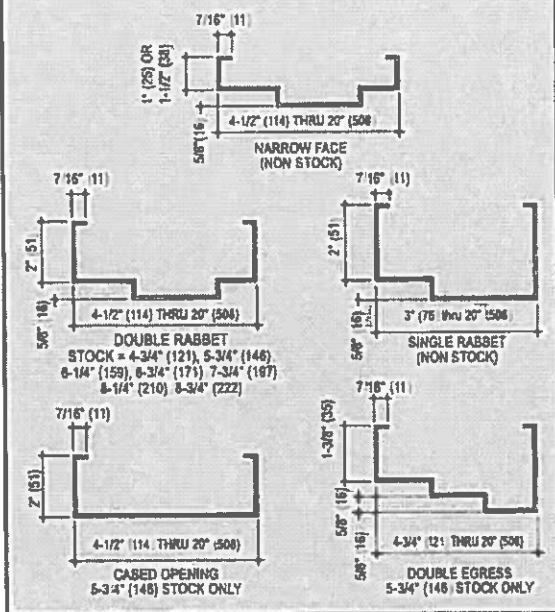 7/16" (11)
1" (25) OR
1-1/2" (38)
5/8" (16)
4-1/2" (114) THRU 20" (508)
NARROW FACE
(NON STOCK)
7/16" (11)
2" (51)
5/8" (16)
4-1/2" (114) THRU 20" (508)
DOUBLE RABBET
STOCK = 4-3/4" (121), 5-3/4" (146)
6-1/4" (159), 6-3/4" (171) 7-3/4" (197)
8-1/4" (210) 8-3/4" (222)
7/16" (11)
2" (51)
5/8" (16)
3" (76) thru 20" (508)
SINGLE RABBET
(NON STOCK)
7/16" (11)
2" (51)
4-1/2" (114) THRU 20" (508)
CASED OPENING
5-3/4" (146) STOCK ONLY
7/16" (11)
1-3/8" (35)
5/8" (16)
5/8" (16)
4-3/4" (121) THRU 20" (508)
DOUBLE EGRESS
5-3/4" (146) STOCK ONLY